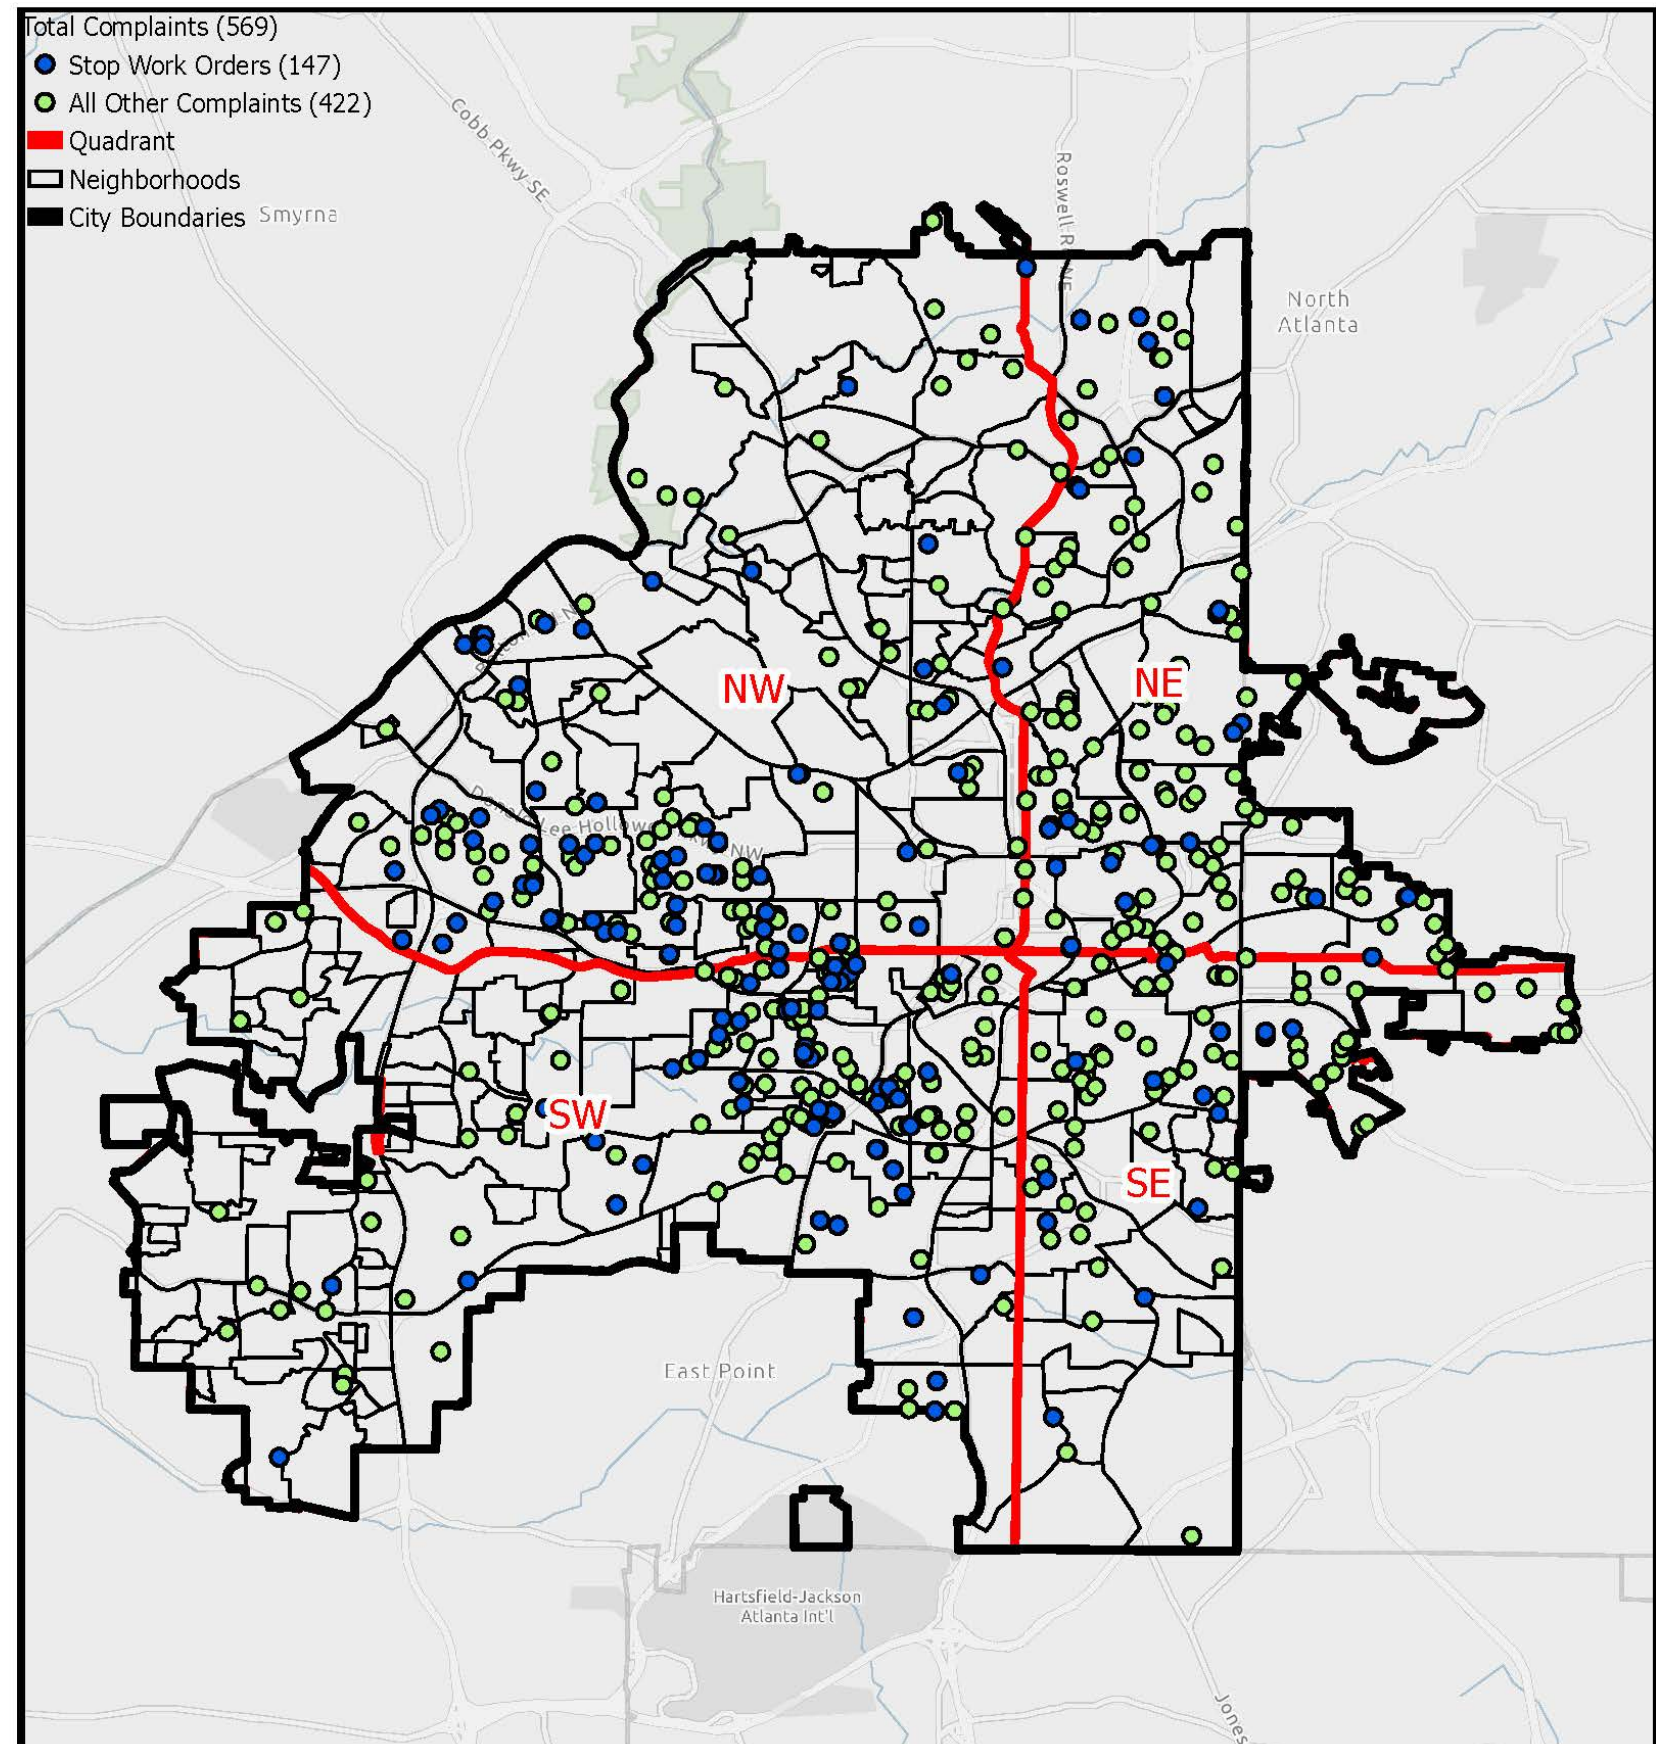 Total Complaints (569)
Stop Work Orders (147)
All Other Complaints (422)
Quadrant
Neighborhoods
City Boundaries
Smyrna
Cobb Pkwy SE
Roswell Rd NE
North
Atlanta
NW
NE
NW
SW
SE
East Point
Hartsfield-Jackson
Atlanta Int'l
Jones